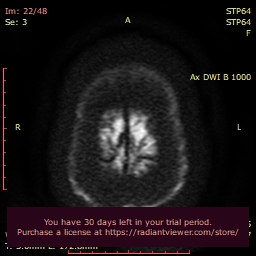 Im: 22/48
Se: 3
A
STP64
STP64
F
Ax DWI B 1000
R
L
You have 30 days left in your trial period.
Purchase a license at https://radiantviewer.com/store/